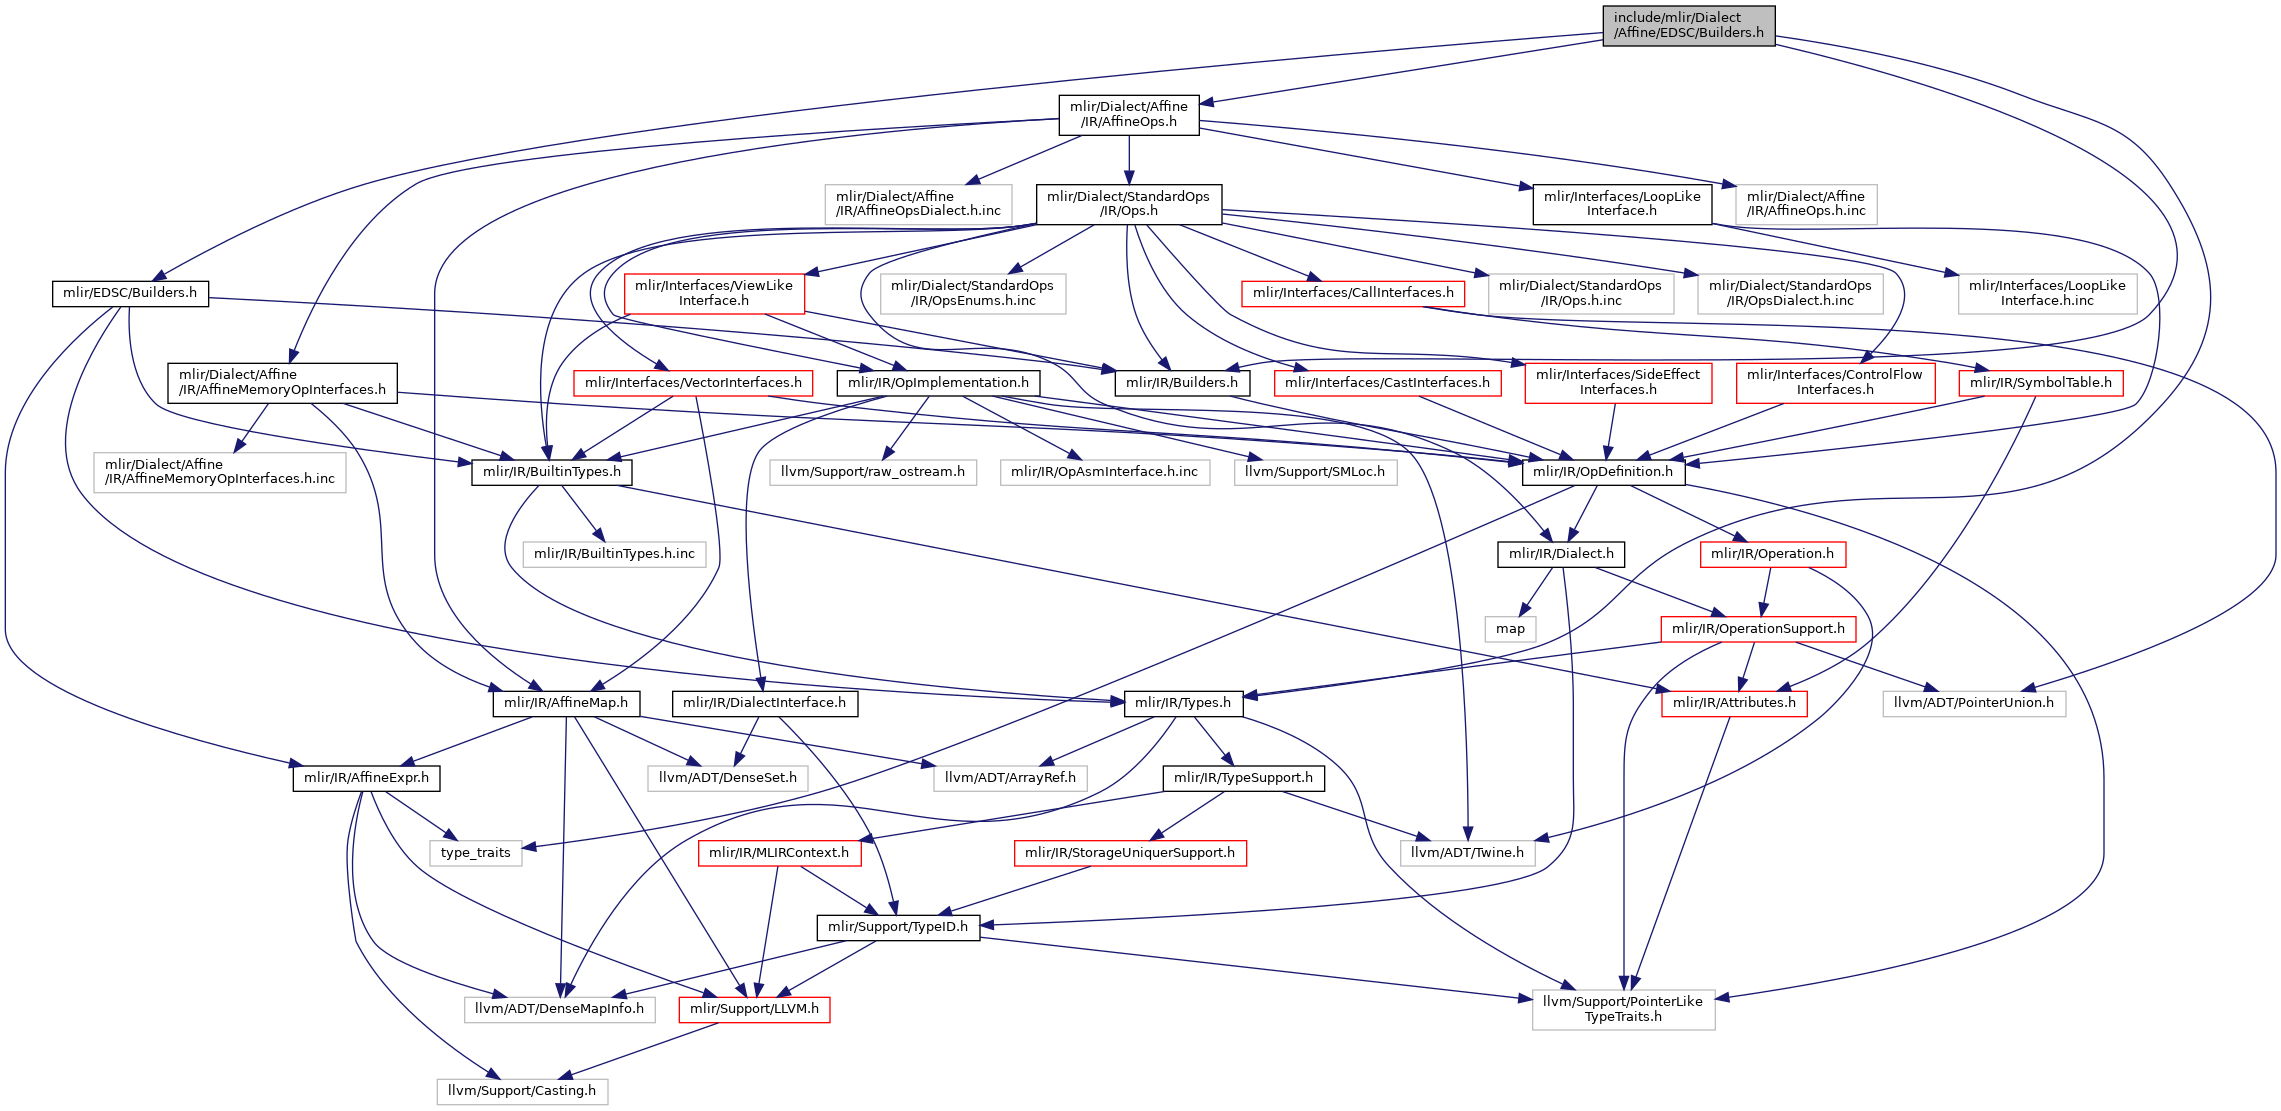 include/mlir/Dialect
/Affine/EDSC/Builders.h
mlir/Dialect/Affine
/IR/AffineOps.h
mlir/Dialect/Affine
/IR/AffineOpsDialect.h.inc
mlir/Dialect/StandardOps
/IR/Ops.h
mlir/Interfaces/LoopLike
Interface.h
mlir/Dialect/Affine
/IR/AffineOps.h.inc
mlir/EDSC/Builders.h
mlir/Interfaces/ViewLike
Interface.h
mlir/Dialect/StandardOps
/IR/OpsEnums.h.inc
mlir/Interfaces/CallInterfaces.h
mlir/Dialect/StandardOps
/IR/Ops.h.inc
mlir/Dialect/StandardOps
/IR/OpsDialect.h.inc
mlir/Interfaces/LoopLike
Interface.h.inc
mlir/Dialect/Affine
/IR/AffineMemoryOpInterfaces.h
mlir/Interfaces/VectorInterfaces.h
mlir/IR/OpImplementation.h
mlir/IR/Builders.h
mlir/Interfaces/CastInterfaces.h
mlir/Interfaces/SideEffect
Interfaces.h
mlir/Interfaces/ControlFlow
Interfaces.h
mlir/IR/SymbolTable.h
mlir/Dialect/Affine
/IR/AffineMemoryOpInterfaces.h.inc
mlir/IR/BuiltinTypes.h
llvm/Support/raw_ostream.h
mlir/IR/OpAsmInterface.h.inc
llvm/Support/SMLoc.h
mlir/IR/OpDefinition.h
mlir/IR/BuiltinTypes.h.inc
mlir/IR/Dialect.h
mlir/IR/Operation.h
map
mlir/IR/OperationSupport.h
mlir/IR/AffineMap.h
mlir/IR/DialectInterface.h
mlir/IR/Types.h
mlir/IR/Attributes.h
llvm/ADT/PointerUnion.h
mlir/IR/AffineExpr.h
llvm/ADT/DenseSet.h
llvm/ADT/ArrayRef.h
mlir/IR/TypeSupport.h
type_traits
mlir/IR/MLIRContext.h
mlir/IR/StorageUniquerSupport.h
llvm/ADT/Twine.h
mlir/Support/TypeID.h
llvm/ADT/DenseMapInfo.h
mlir/Support/LLVM.h
llvm/Support/PointerLike
TypeTraits.h
llvm/Support/Casting.h